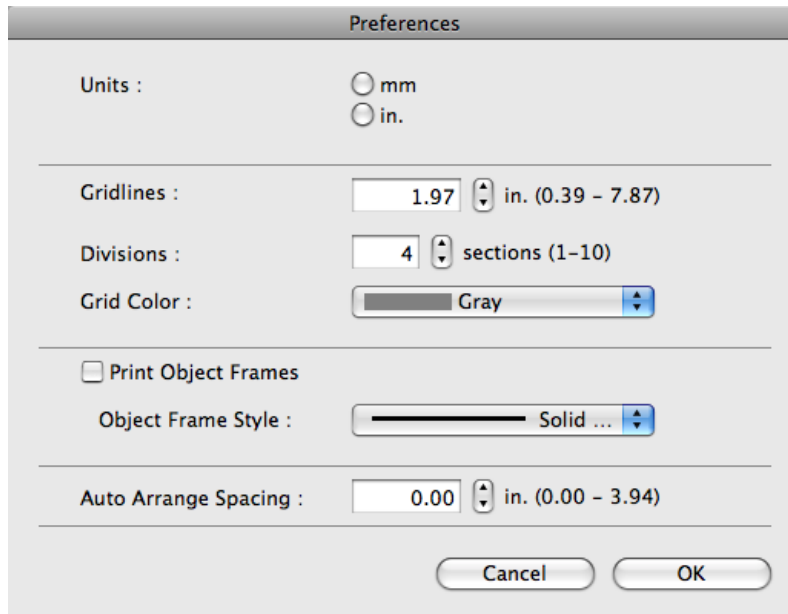 Preferences
Units :
mm
in.
Gridlines : 1.97 in. (0.39 – 7.87)
Divisions : 4 sections (1–10)
Grid Color : Gray
Print Object Frames
Object Frame Style : Solid ...
Auto Arrange Spacing : 0.00 in. (0.00 – 3.94)
Cancel OK